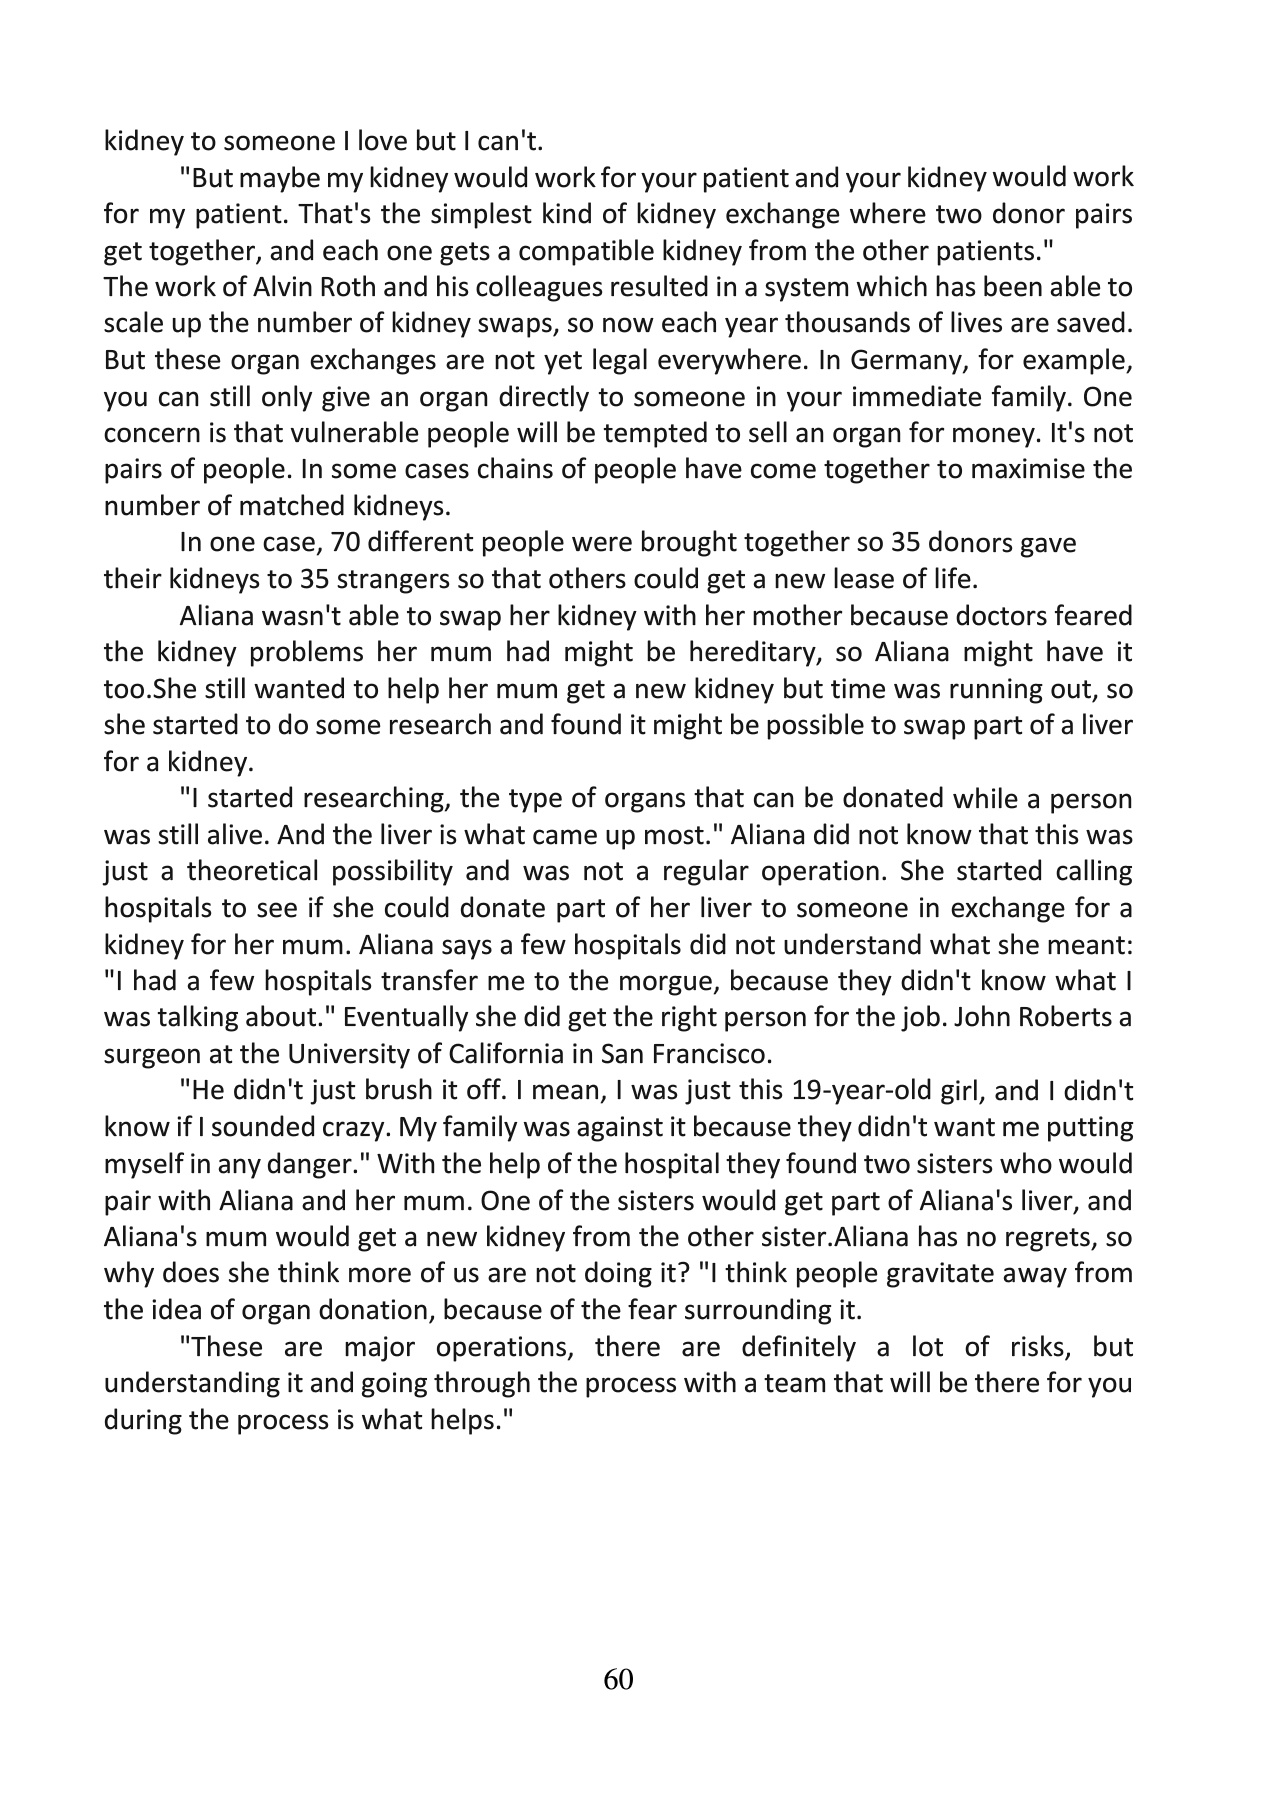 kidney to someone I love but I can't.
"But maybe my kidney would work for your patient and your kidney would work
for my patient. That's the simplest kind of kidney exchange where two donor pairs
get together, and each one gets a compatible kidney from the other patients."
The work of Alvin Roth and his colleagues resulted in a system which has been able to
scale up the number of kidney swaps, so now each year thousands of lives are saved.
But these organ exchanges are not yet legal everywhere. In Germany, for example,
you can still only give an organ directly to someone in your immediate family. One
concern is that vulnerable people will be tempted to sell an organ for money. It's not
pairs of people. In some cases chains of people have come together to maximise the
number of matched kidneys.
In one case, 70 different people were brought together so 35 donors gave
their kidneys to 35 strangers so that others could get a new lease of life.
Aliana wasn't able to swap her kidney with her mother because doctors feared
the kidney problems her mum had might be hereditary, so Aliana might have it
too.She still wanted to help her mum get a new kidney but time was running out, so
she started to do some research and found it might be possible to swap part of a liver
for a kidney.
"I started researching, the type of organs that can be donated while a person
was still alive. And the liver is what came up most." Aliana did not know that this was
just a theoretical possibility and was not a regular operation. She started calling
hospitals to see if she could donate part of her liver to someone in exchange for a
kidney for her mum. Aliana says a few hospitals did not understand what she meant:
"I had a few hospitals transfer me to the morgue, because they didn't know what I
was talking about." Eventually she did get the right person for the job. John Roberts a
surgeon at the University of California in San Francisco.
"He didn't just brush it off. I mean, I was just this 19-year-old girl, and I didn't
know if I sounded crazy. My family was against it because they didn't want me putting
myself in any danger." With the help of the hospital they found two sisters who would
pair with Aliana and her mum. One of the sisters would get part of Aliana's liver, and
Aliana's mum would get a new kidney from the other sister.Aliana has no regrets, so
why does she think more of us are not doing it? "I think people gravitate away from
the idea of organ donation, because of the fear surrounding it.
"These are major operations, there are definitely a lot of risks, but
understanding it and going through the process with a team that will be there for you
during the process is what helps."
60